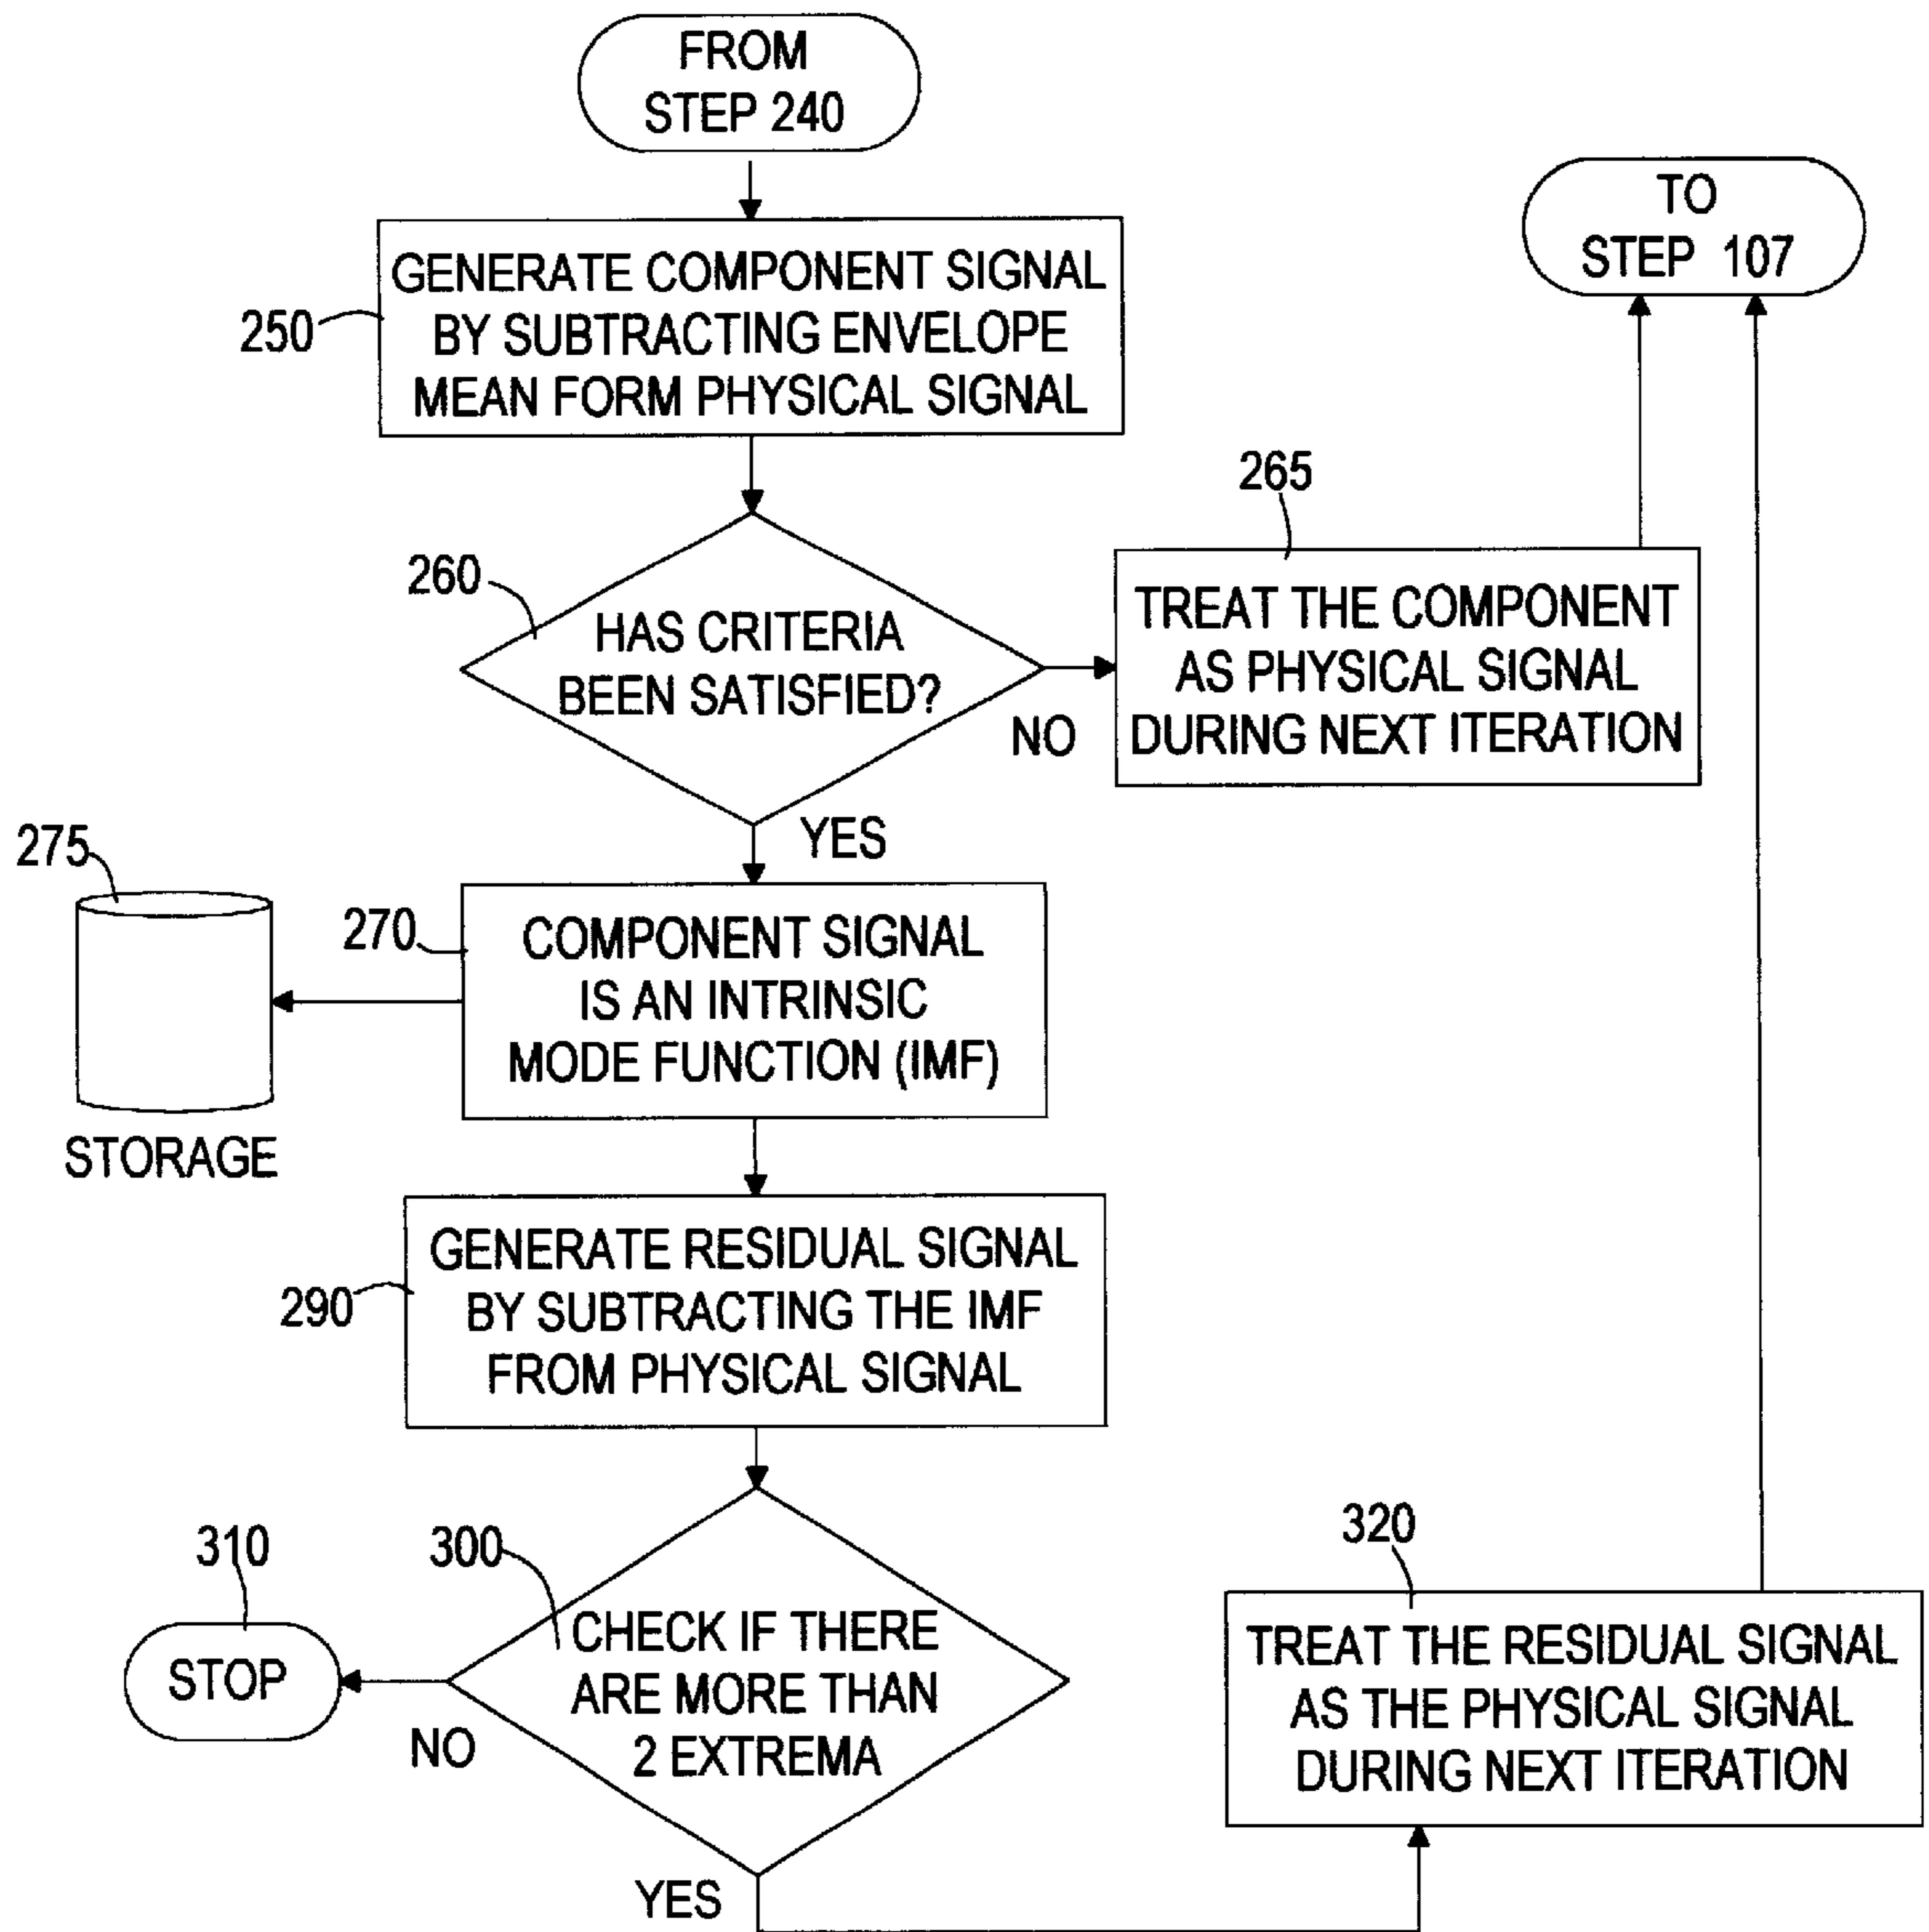 FROM
STEP 240
TO
STEP 107
GENERATE COMPONENT SIGNAL
BY SUBTRACTING ENVELOPE
MEAN FORM PHYSICAL SIGNAL
250
265
260
HAS CRITERIA
BEEN SATISFIED?
NO
TREAT THE COMPONENT
AS PHYSICAL SIGNAL
DURING NEXT ITERATION
YES
275
STORAGE
270
COMPONENT SIGNAL
IS AN INTRINSIC
MODE FUNCTION (IMF)
290
GENERATE RESIDUAL SIGNAL
BY SUBTRACTING THE IMF
FROM PHYSICAL SIGNAL
310
STOP
300
CHECK IF THERE
ARE MORE THAN
2 EXTREMA
NO
YES
320
TREAT THE RESIDUAL SIGNAL
AS THE PHYSICAL SIGNAL
DURING NEXT ITERATION